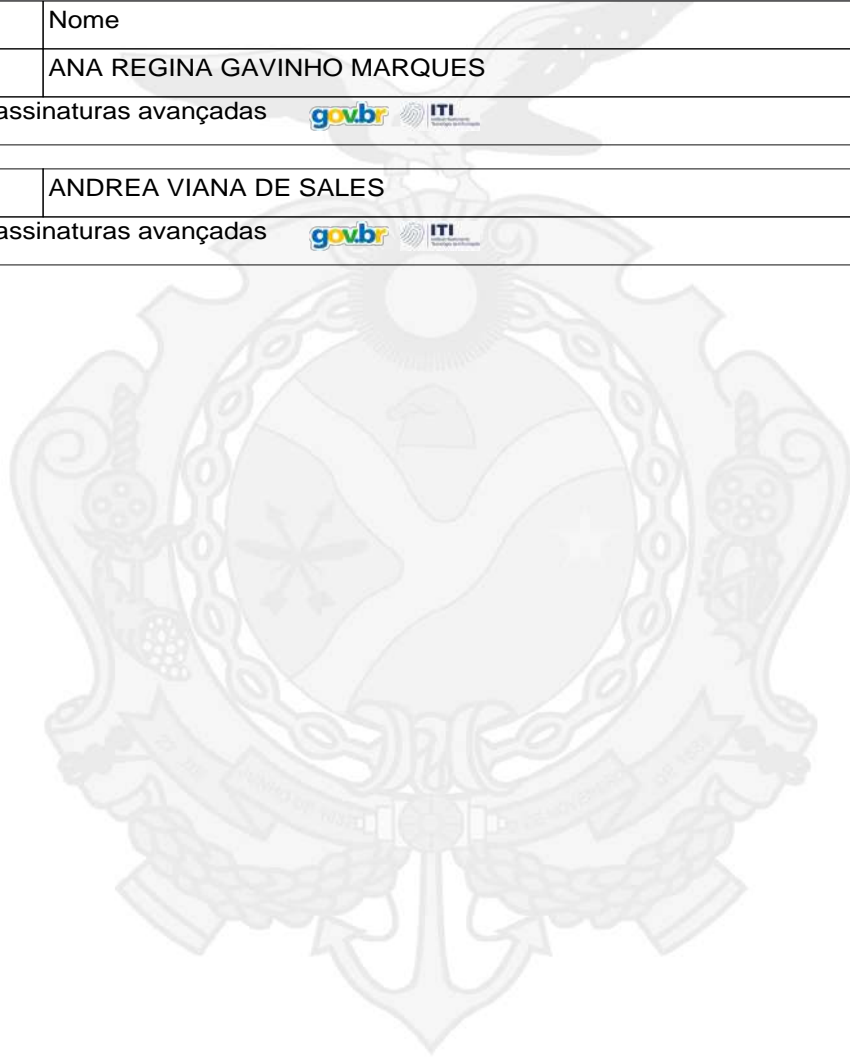 Nome
ANA REGINA GAVINHO MARQUES
assinaturas avançadas gov.br ITI
ANDREA VIANA DE SALES
assinaturas avançadas gov.br ITI